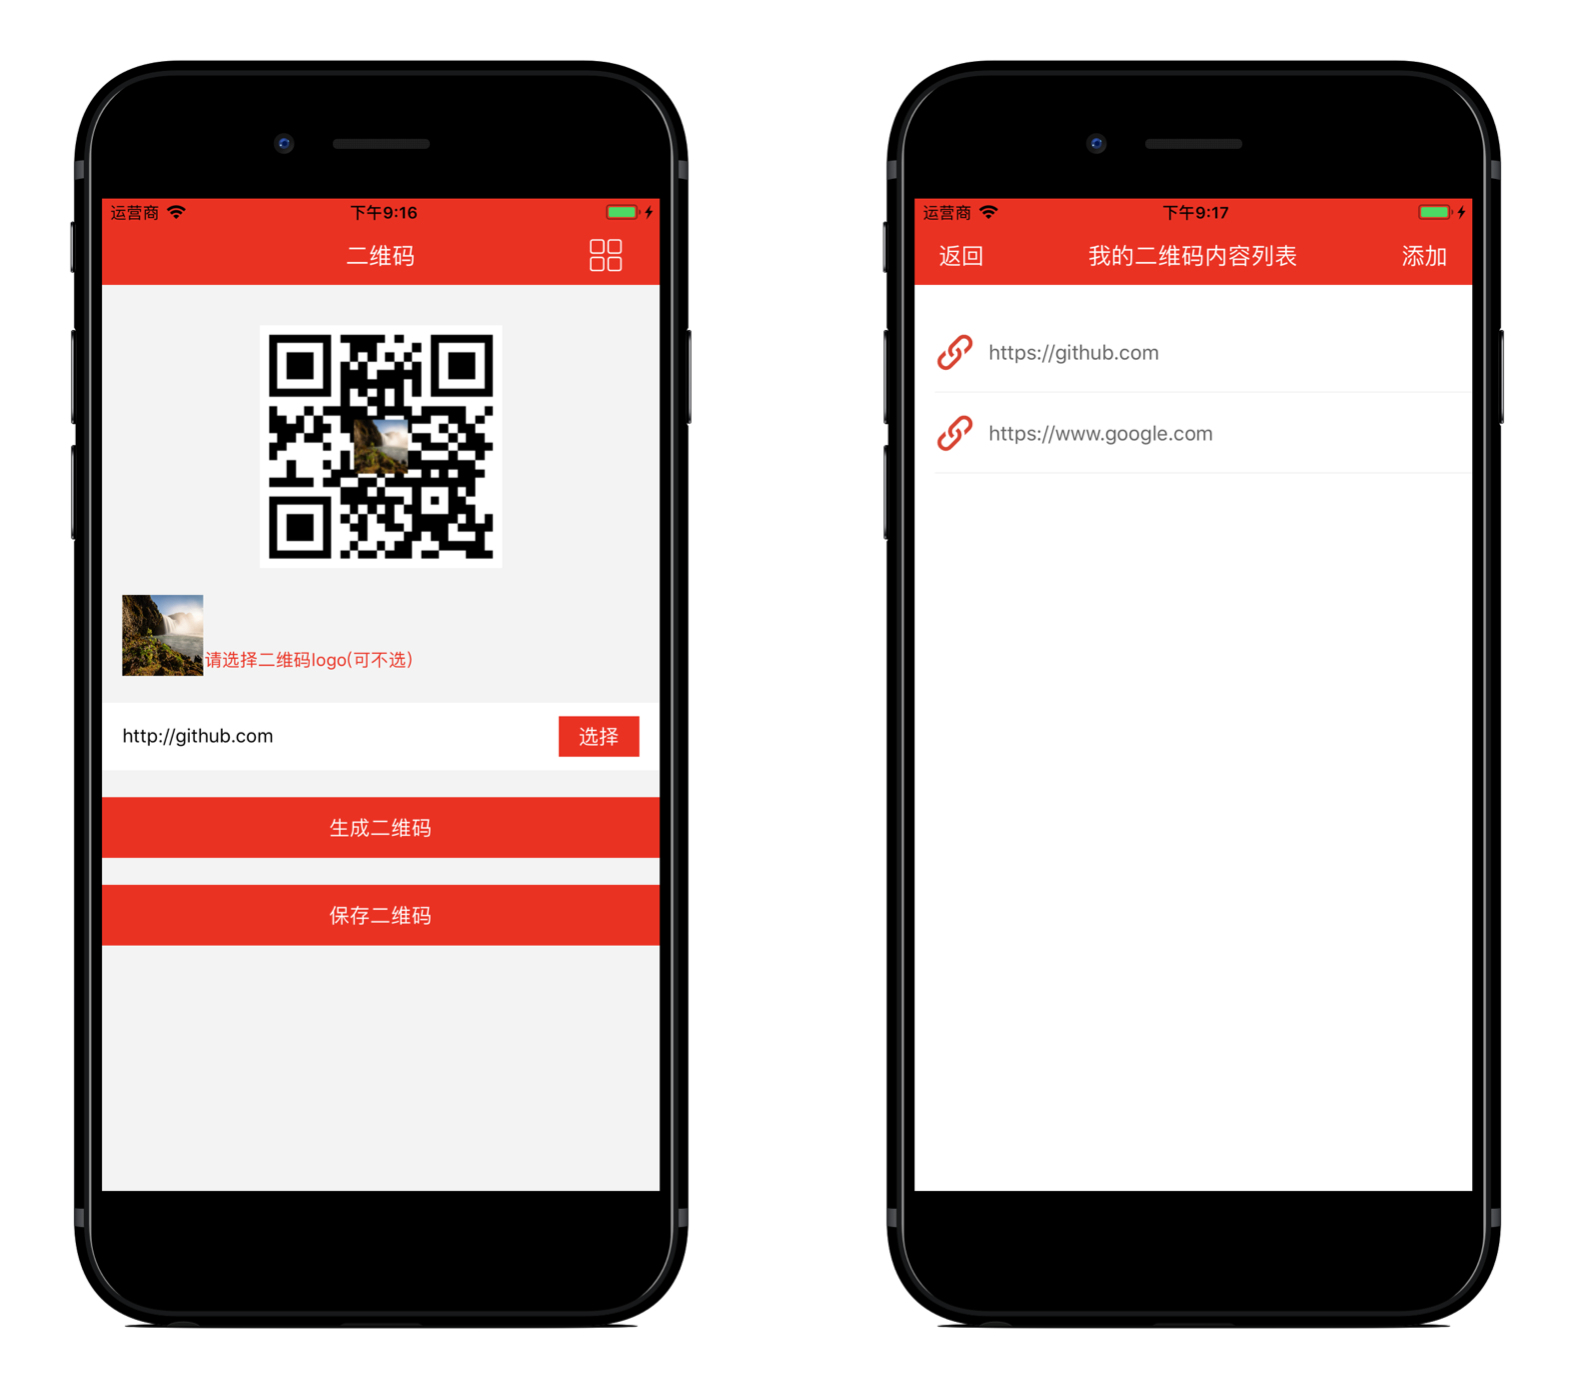 运营商 下午9:16
二维码
请选择二维码logo(可不选)
http://github.com 选择
生成二维码
保存二维码
运营商 下午9:17
返回 我的二维码内容列表 添加
https://github.com
https://www.google.com